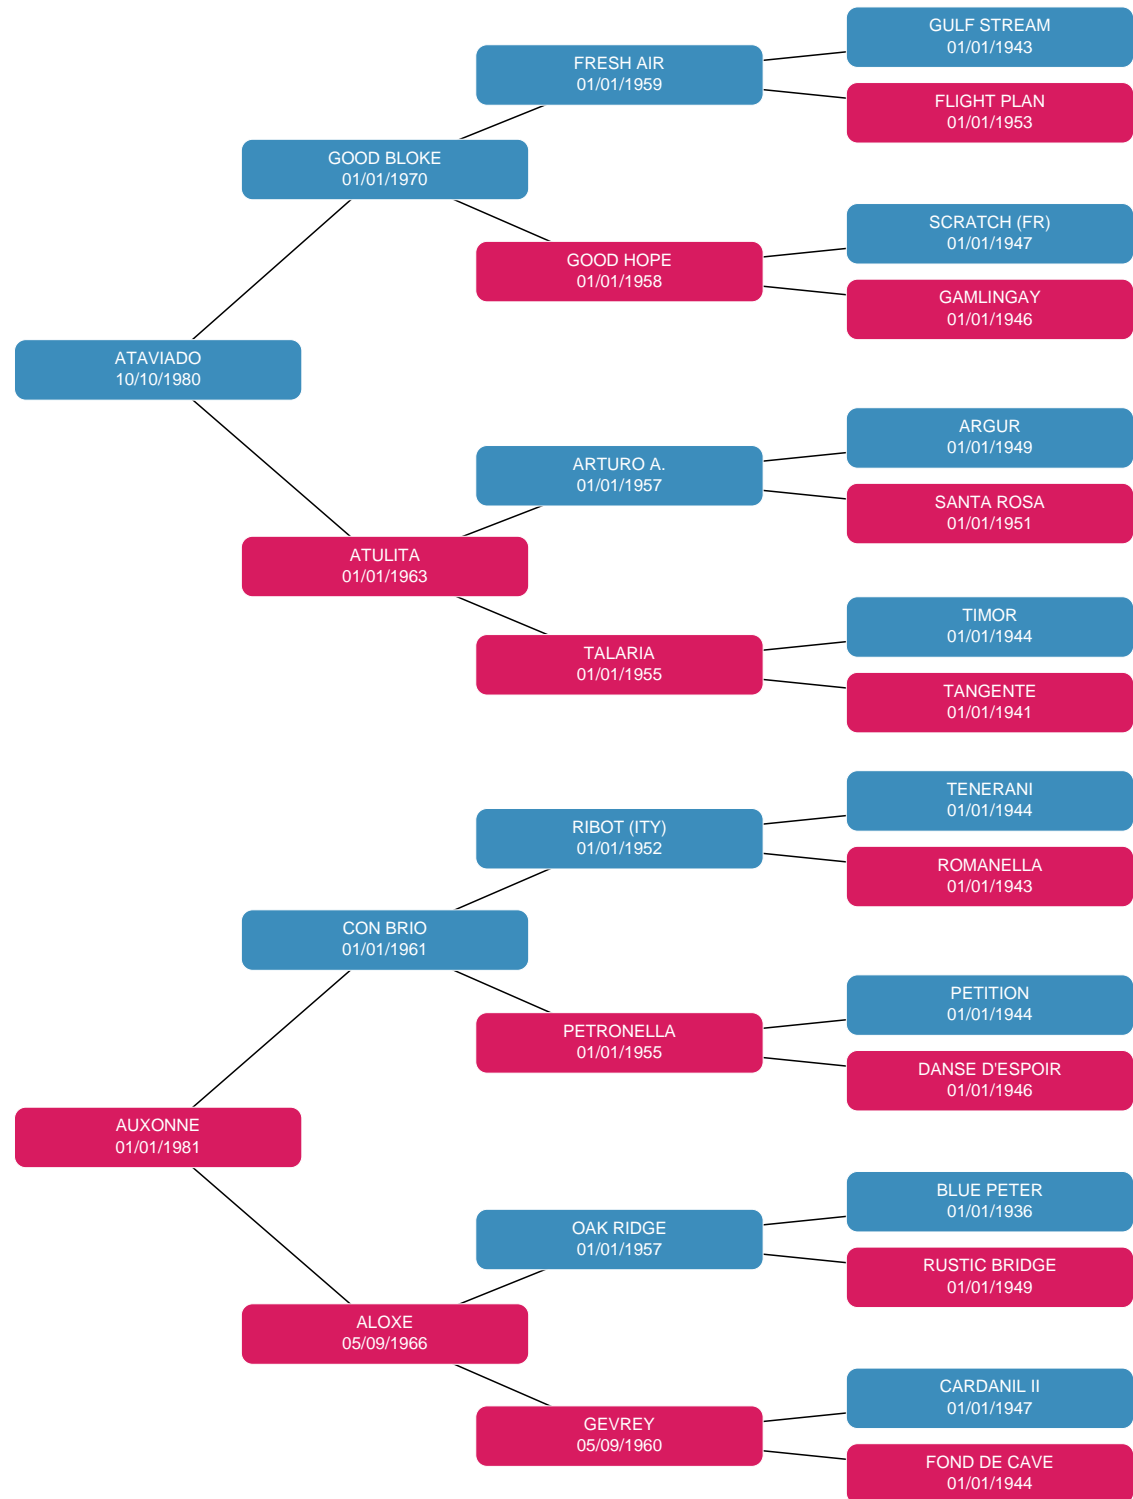 GULF STREAM
01/01/1943
FRESH AIR
01/01/1959
FLIGHT PLAN
01/01/1953
GOOD BLOKE
01/01/1970
SCRATCH (FR)
01/01/1947
GOOD HOPE
01/01/1958
GAMLINGAY
01/01/1946
ATAVIADO
10/10/1980
ARGUR
01/01/1949
ARTURO A.
01/01/1957
SANTA ROSA
01/01/1951
ATULITA
01/01/1963
TIMOR
01/01/1944
TALARIA
01/01/1955
TANGENTE
01/01/1941
TENERANI
01/01/1944
RIBOT (ITY)
01/01/1952
ROMANELLA
01/01/1943
CON BRIO
01/01/1961
PETITION
01/01/1944
PETRONELLA
01/01/1955
DANSE D'ESPOIR
01/01/1946
AUXONNE
01/01/1981
BLUE PETER
01/01/1936
OAK RIDGE
01/01/1957
RUSTIC BRIDGE
01/01/1949
ALOXE
05/09/1966
CARDANIL II
01/01/1947
GEVREY
05/09/1960
FOND DE CAVE
01/01/1944